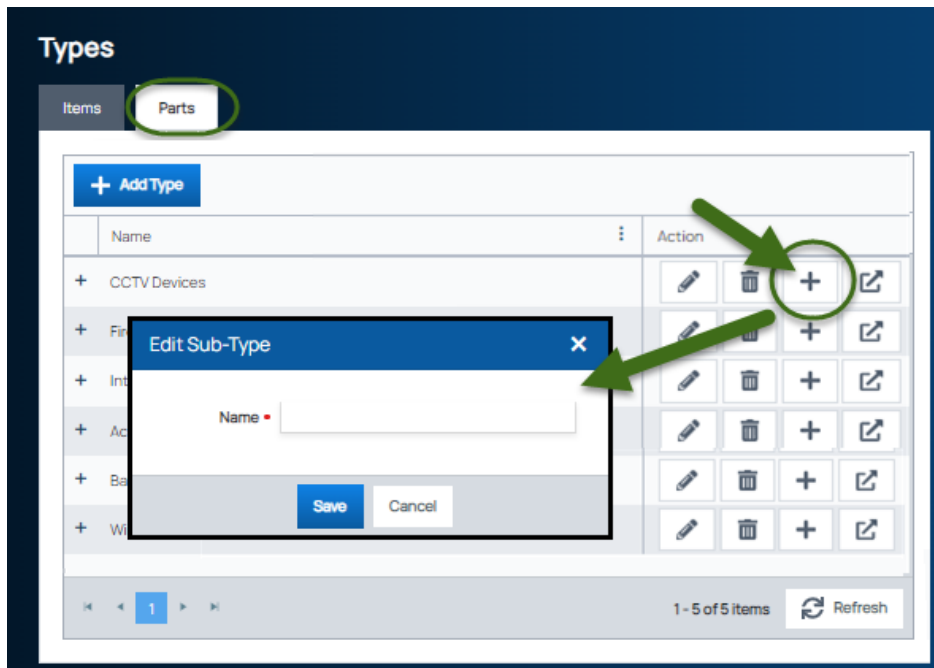 Types
Items Parts
Add Type
Name Action
CCTV Devices
Edit Sub-Type
Name
Save Cancel
1
1 - 5 of 5 items Refresh